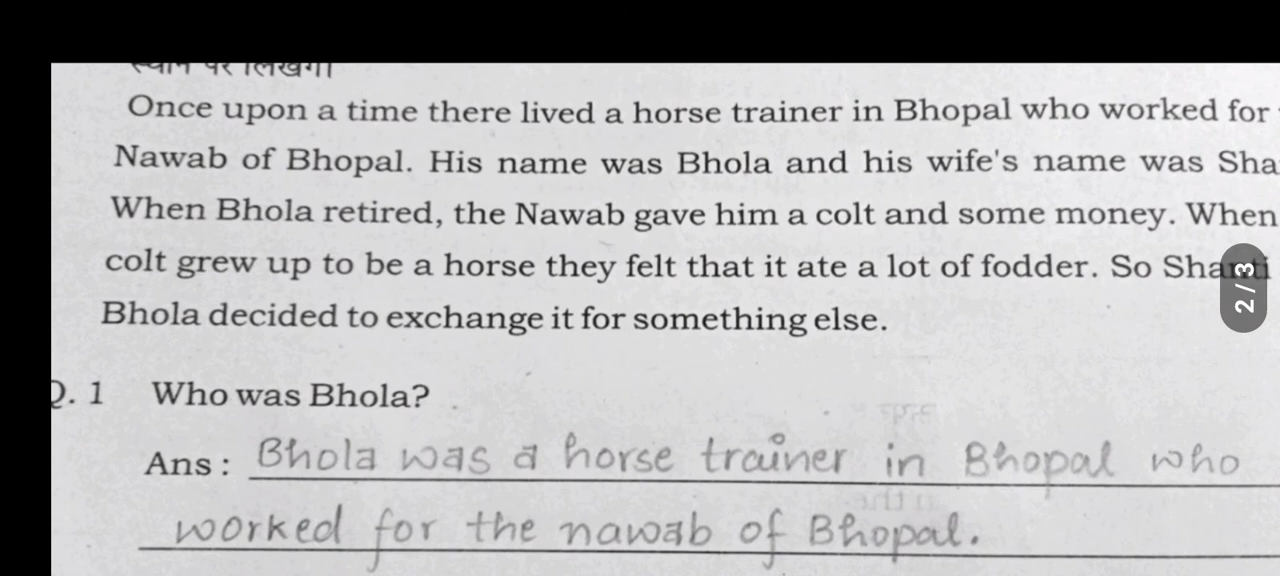 स्थान पर लिखेंगे
Once upon a time there lived a horse trainer in Bhopal who worked for
Nawab of Bhopal. His name was Bhola and his wife's name was Sha
When Bhola retired, the Nawab gave him a colt and some money. When
colt grew up to be a horse they felt that it ate a lot of fodder. So Shanti
Bhola decided to exchange it for something else.
2/3
Q. 1 Who was Bhola?
Ans : Bhola was a horse trainer in Bhopal who
worked for the nawab of Bhopal.